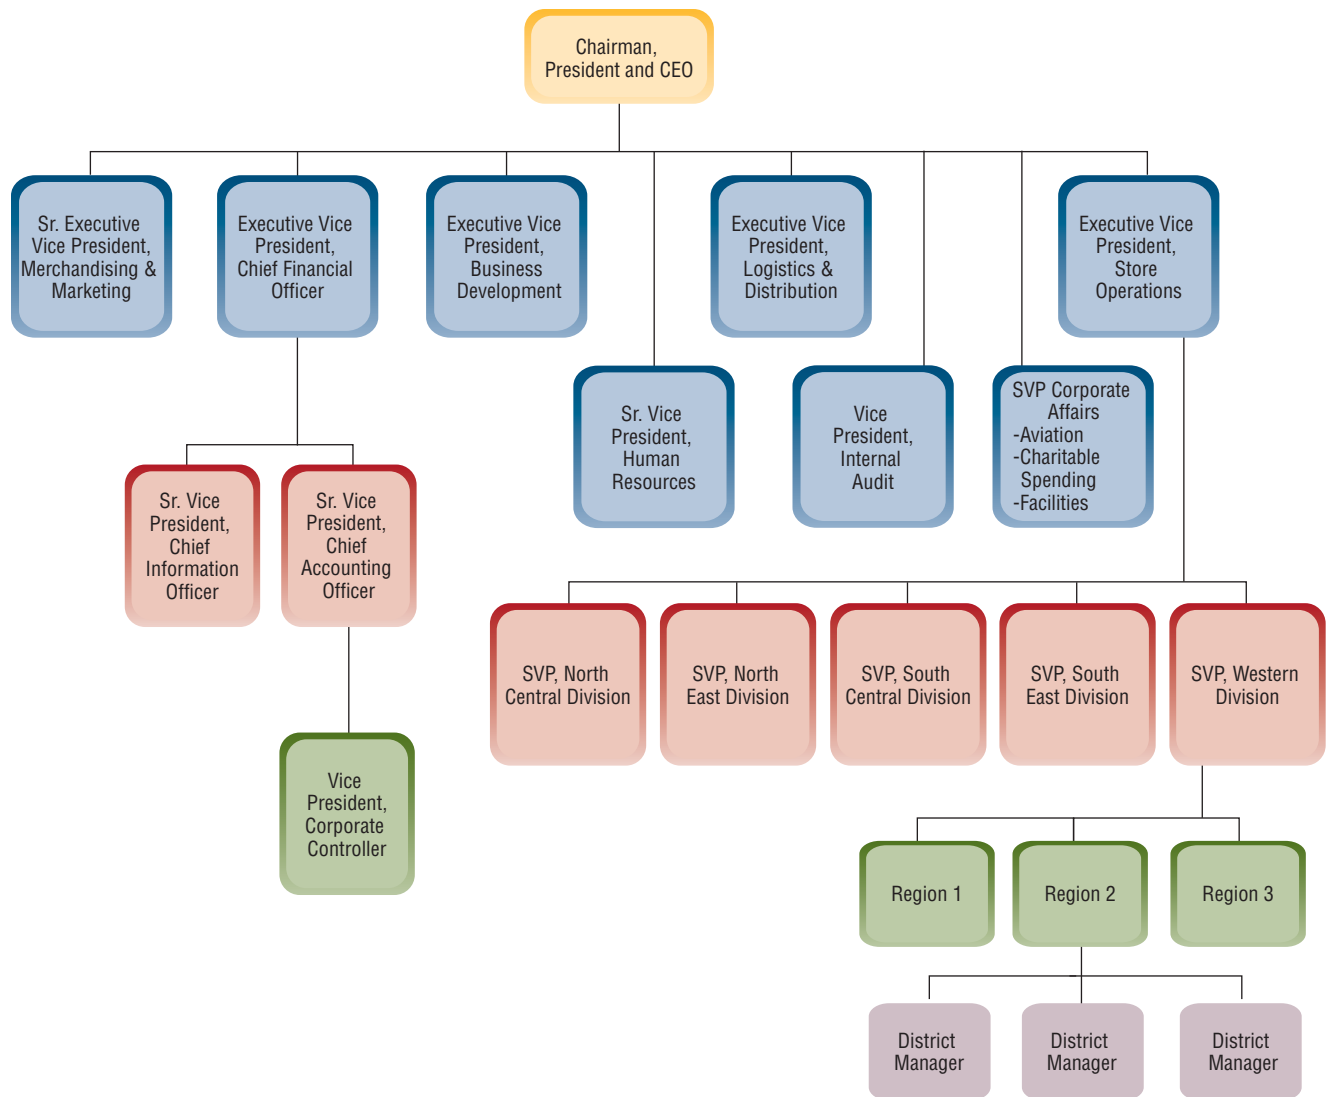 Chairman,
President and CEO
Sr. Executive
Vice President,
Merchandising &
Marketing
Executive Vice
President,
Chief Financial
Officer
Executive Vice
President,
Business
Development
Executive Vice
President,
Logistics &
Distribution
Executive Vice
President,
Store
Operations
Sr. Vice
President,
Human
Resources
Vice
President,
Internal
Audit
SVP Corporate
Affairs
-Aviation
-Charitable
Spending
-Facilities
Sr. Vice
President,
Chief
Information
Officer
Sr. Vice
President,
Chief
Accounting
Officer
SVP, North
Central Division
SVP, North
East Division
SVP, South
Central Division
SVP, South
East Division
SVP, Western
Division
Vice
President,
Corporate
Controller
Region 1
Region 2
Region 3
District
Manager
District
Manager
District
Manager